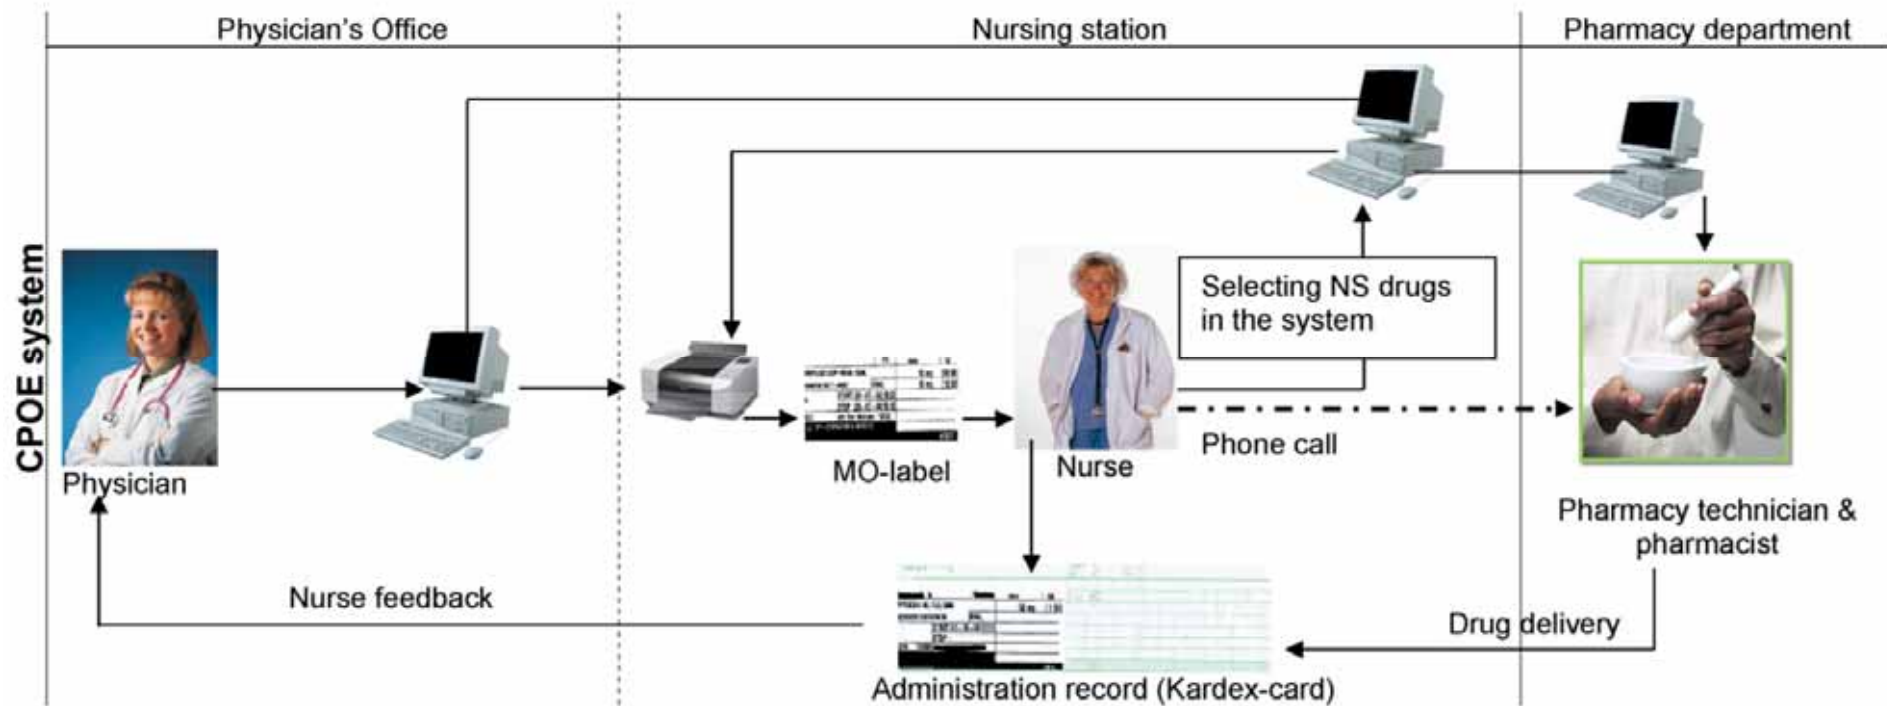 Physician's Office
Nursing station
Pharmacy department
CPOE system
Selecting NS drugs
in the system
Physician
MO-label
Nurse
Phone call
Pharmacy technician &
pharmacist
Nurse feedback
Drug delivery
Administration record (Kardex-card)